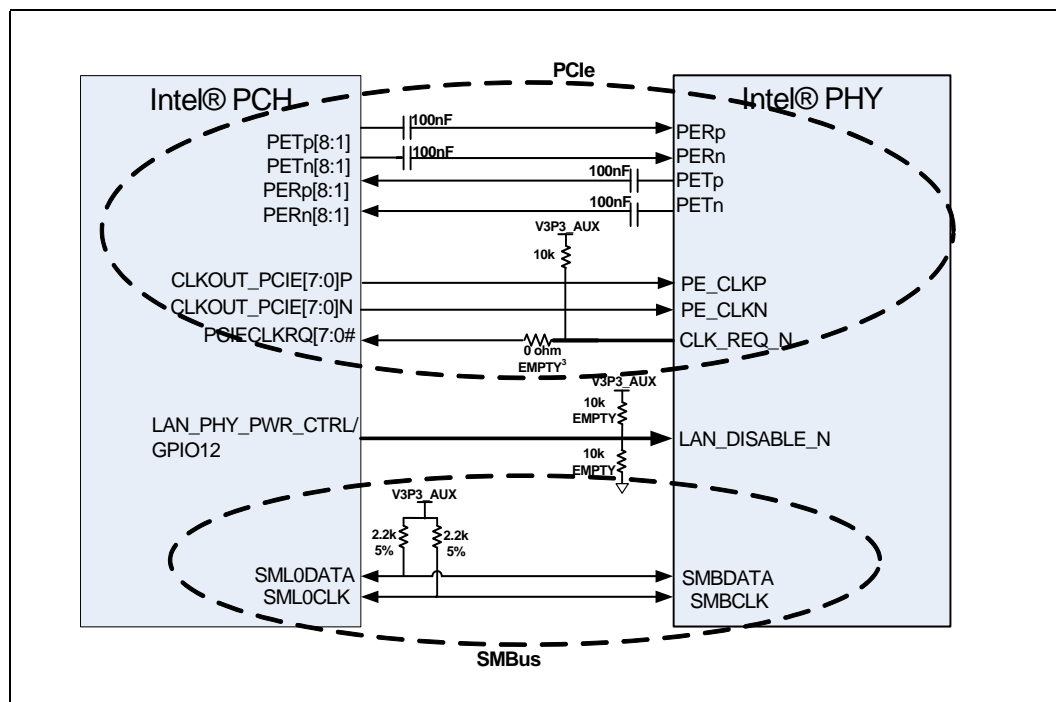 PCIe
Intel® PCH
Intel® PHY
100nF
PETp[8:1]
PERp
100nF
PETn[8:1]
PERn
PERp[8:1]
100nF
PETp
PERn[8:1]
100nF
PETn
V3P3_AUX
10k
CLKOUT_PCIE[7:0]P
PE_CLKP
CLKOUT_PCIE[7:0]N
PE_CLKN
PCIECLKRQ[7:0#
CLK_REQ_N
0 ohm
EMPTY3
V3P3_AUX
10k
EMPTY
LAN_PHY_PWR_CTRL/
GPIO12
LAN_DISABLE_N
10k
EMPTY
V3P3_AUX
2.2k
5%
2.2k
5%
SML0DATA
SMBDATA
SML0CLK
SMBCLK
SMBus